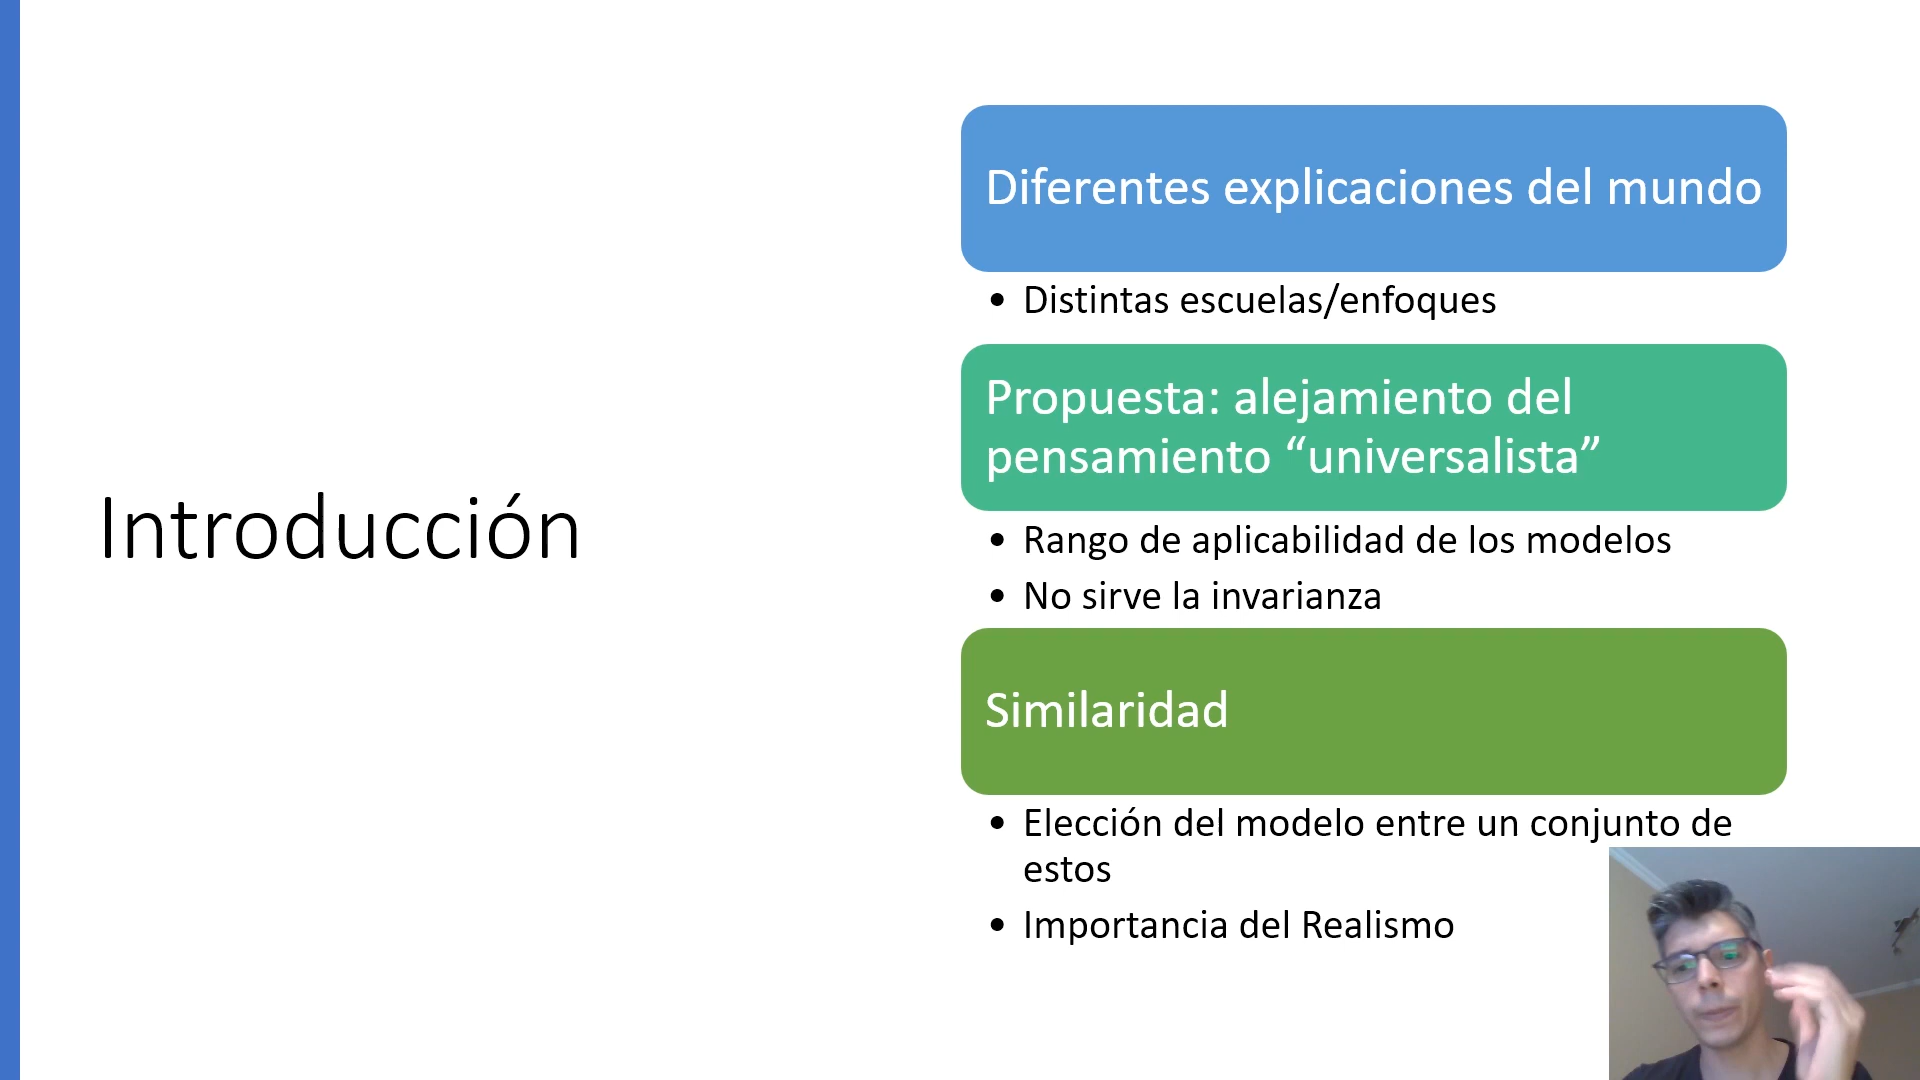 Introducción
Diferentes explicaciones del mundo
• Distintas escuelas/enfoques
Propuesta: alejamiento del
pensamiento “universalista”
• Rango de aplicabilidad de los modelos
• No sirve la invarianza
Similaridad
• Elección del modelo entre un conjunto de
estos
• Importancia del Realismo